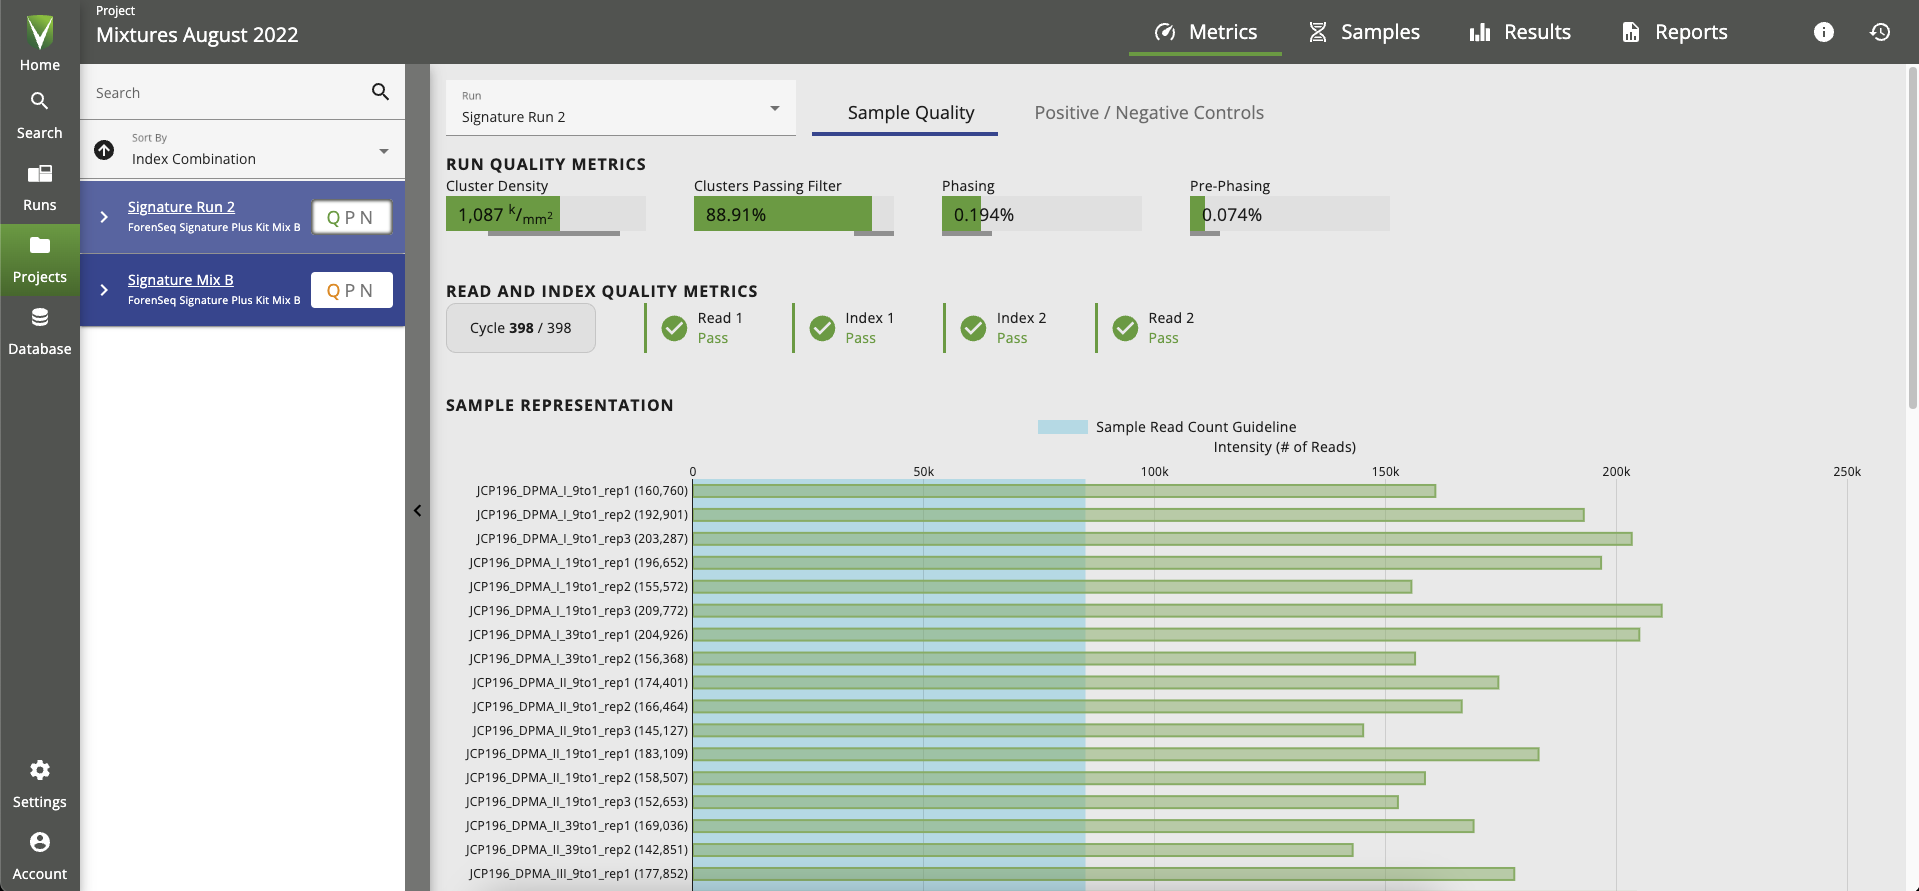 Project
Mixtures August 2022
Metrics
Samples
Results
Reports
Home
Search
Runs
Projects
Database
Settings
Account
Search
Sort By
Index Combination
Signature Run 2
ForenSeq Signature Plus Kit Mix B
Q P N
Signature Mix B
ForenSeq Signature Plus Kit Mix B
Q P N
Run
Signature Run 2
Sample Quality
Positive / Negative Controls
RUN QUALITY METRICS
Cluster Density
1,087 k/mm²
Clusters Passing Filter
88.91%
Phasing
0.194%
Pre-Phasing
0.074%
READ AND INDEX QUALITY METRICS
Cycle 398 / 398
Read 1
Pass
Index 1
Pass
Index 2
Pass
Read 2
Pass
SAMPLE REPRESENTATION
Sample Read Count Guideline
Intensity (# of Reads)
0 50k 100k 150k 200k 250k
JCP196_DPMA_I_9to1_rep1 (160,760)
JCP196_DPMA_I_9to1_rep2 (192,901)
JCP196_DPMA_I_9to1_rep3 (203,287)
JCP196_DPMA_I_19to1_rep1 (196,652)
JCP196_DPMA_I_19to1_rep2 (155,572)
JCP196_DPMA_I_19to1_rep3 (209,772)
JCP196_DPMA_I_39to1_rep1 (204,926)
JCP196_DPMA_I_39to1_rep2 (156,368)
JCP196_DPMA_II_9to1_rep1 (174,401)
JCP196_DPMA_II_9to1_rep2 (166,464)
JCP196_DPMA_II_9to1_rep3 (145,127)
JCP196_DPMA_II_19to1_rep1 (183,109)
JCP196_DPMA_II_19to1_rep2 (158,507)
JCP196_DPMA_II_19to1_rep3 (152,653)
JCP196_DPMA_II_39to1_rep1 (169,036)
JCP196_DPMA_II_39to1_rep2 (142,851)
JCP196_DPMA_III_9to1_rep1 (177,852)